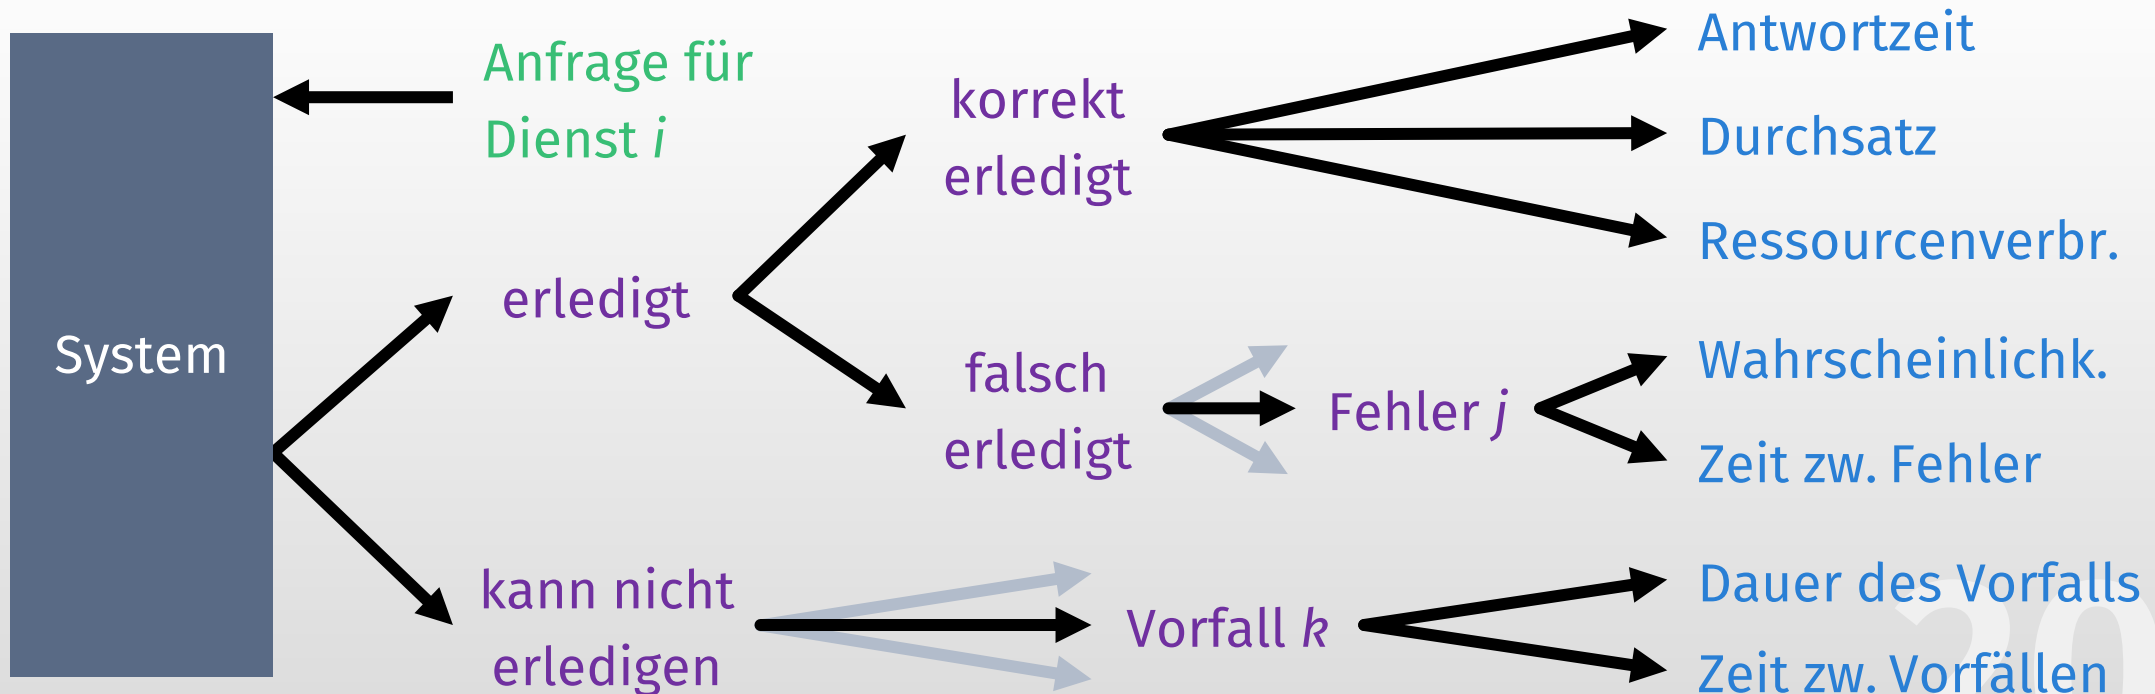 System
Anfrage für
Dienst i
erledigt
kann nicht
erledigen
korrekt
erledigt
falsch
erledigt
Fehler j
Vorfall k
Antwortzeit
Durchsatz
Ressourcenverbr.
Wahrscheinlichk.
Zeit zw. Fehler
Dauer des Vorfalls
Zeit zw. Vorfällen